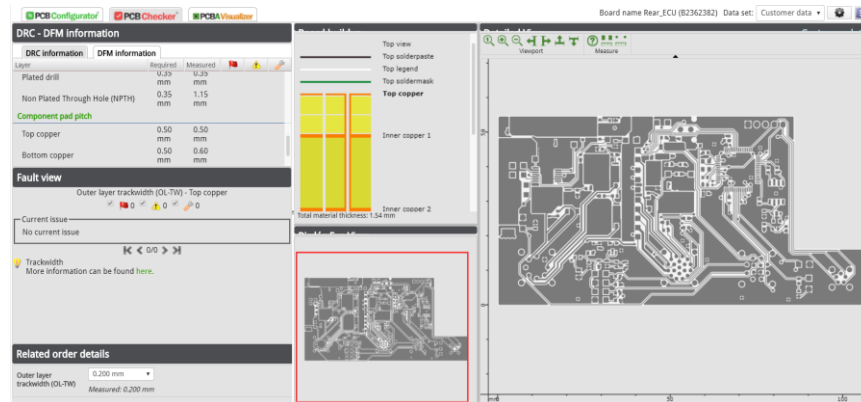 PCB Configurator
PCB Checker
PCBA Visualizer
Board name Rear_ECU (B2362382) Data set: Customer data
DRC - DFM information
DRC information DFM information
Layer Required Measured
Plated drill 0.35 mm 0.35 mm
Non Plated Through Hole (NPTH) 0.35 mm 1.15 mm
Component pad pitch
Top copper 0.50 mm 0.50 mm
Bottom copper 0.50 mm 0.60 mm
Fault view
Outer layer trackwidth (OL-TW) - Top copper
0 0 0
Current issue
No current issue
0/0
Trackwidth
More information can be found here.
Related order details
Outer layer trackwidth (OL-TW)
0.200 mm
Measured: 0.200 mm
Top view
Top solderpaste
Top legend
Top soldermask
Top copper
Inner copper 1
Inner copper 2
Total material thickness: 1.54 mm
Viewport
Measure
50
0
mm
50
100